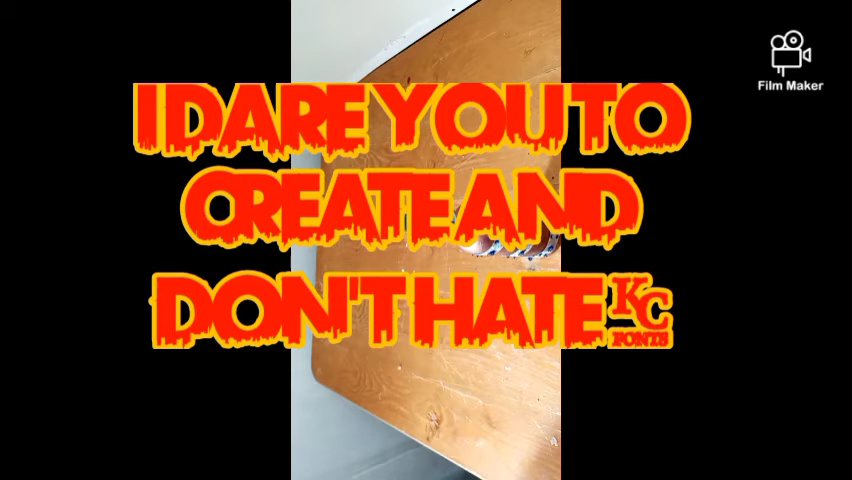 Film Maker
I DARE YOU TO
CREATE AND
DON'T HATE KC
FONTS